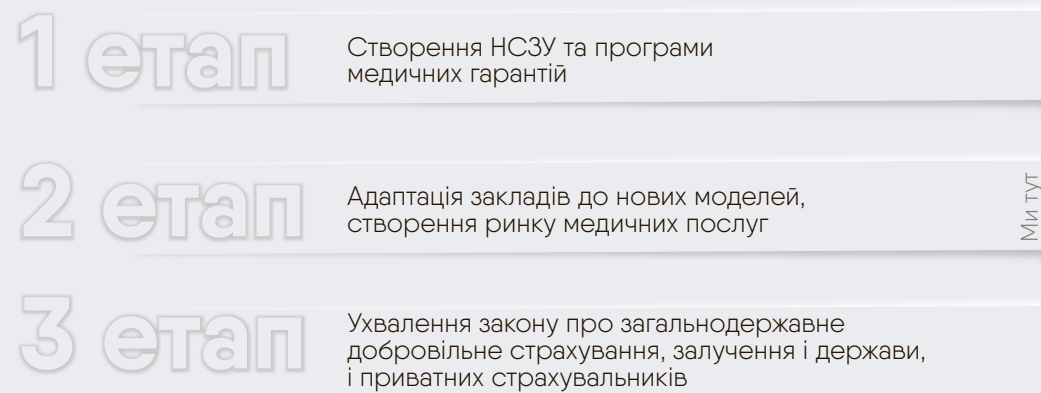 1 етап
Створення НСЗУ та програми
медичних гарантій
2 етап
Адаптація закладів до нових моделей,
створення ринку медичних послуг
Ми тут
3 етап
Ухвалення закону про загальнодержавне
добровільне страхування, залучення і держави,
і приватних страхувальників